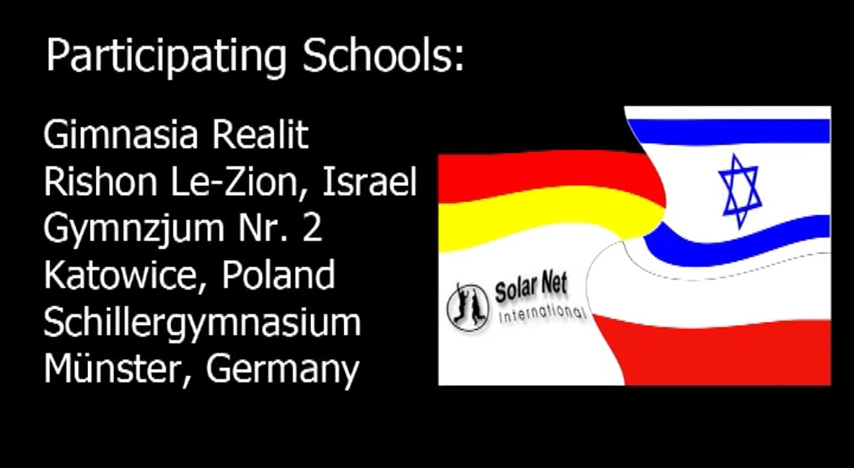 Participating Schools:
Gimnasia Realit
Rishon Le-Zion, Israel
Gymnzjum Nr. 2
Katowice, Poland
Schillergymnasium
Münster, Germany
Solar Net
International